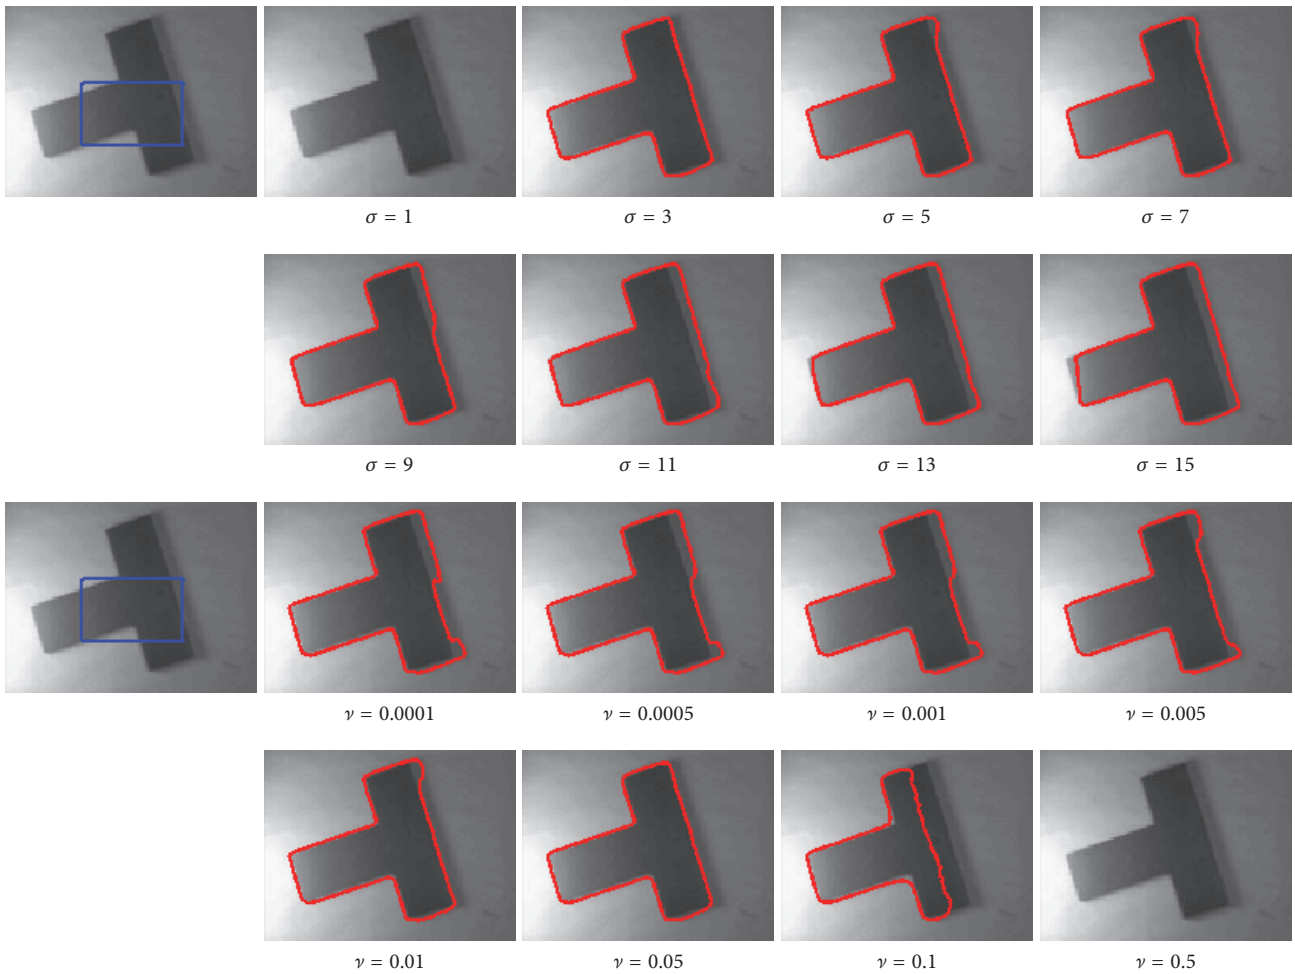 σ = 1
σ = 3
σ = 5
σ = 7
σ = 9
σ = 11
σ = 13
σ = 15
ν = 0.0001
ν = 0.0005
ν = 0.001
ν = 0.005
ν = 0.01
ν = 0.05
ν = 0.1
ν = 0.5